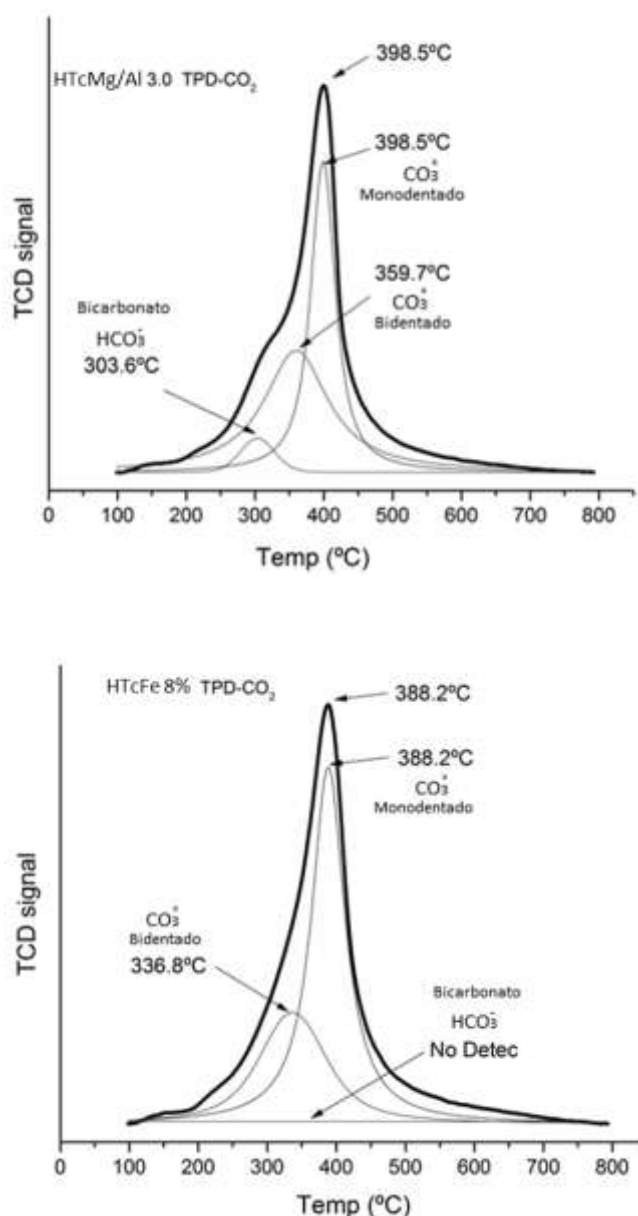 HTcMg/Al 3.0 TPD-CO2
398.5ºC
398.5ºC
CO3*
Monodentado
359.7ºC
CO3*
Bidentado
Bicarbonato
HCO3-
303.6ºC
TCD signal
0 100 200 300 400 500 600 700 800
Temp (ºC)
HTcFe 8% TPD-CO2
388.2ºC
388.2ºC
CO3*
Monodentado
CO3*
Bidentado
336.8ºC
Bicarbonato
HCO3-
No Detec
TCD signal
0 100 200 300 400 500 600 700 800
Temp (ºC)